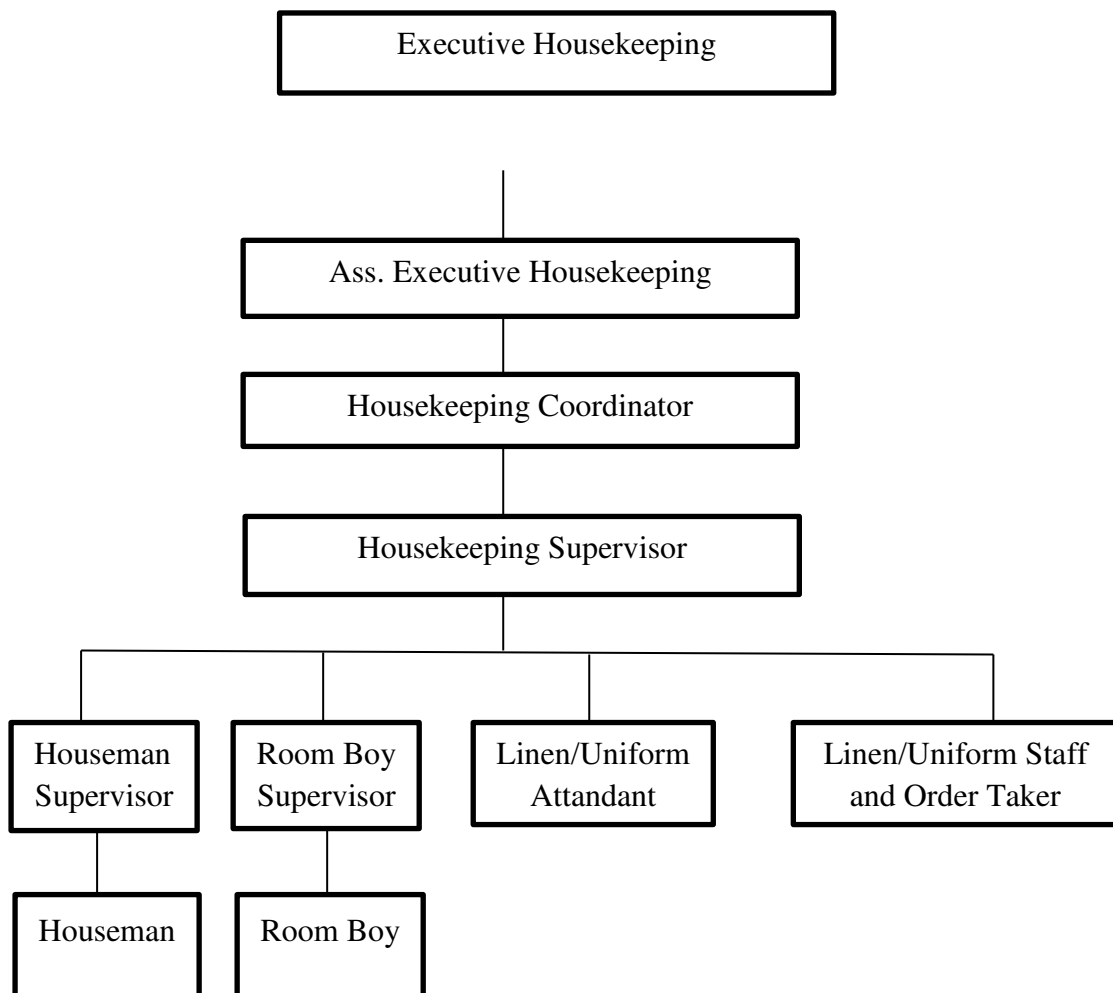 Executive Housekeeping
Ass. Executive Housekeeping
Housekeeping Coordinator
Housekeeping Supervisor
Houseman
Supervisor
Room Boy
Supervisor
Linen/Uniform
Attandant
Linen/Uniform Staff
and Order Taker
Houseman
Room Boy